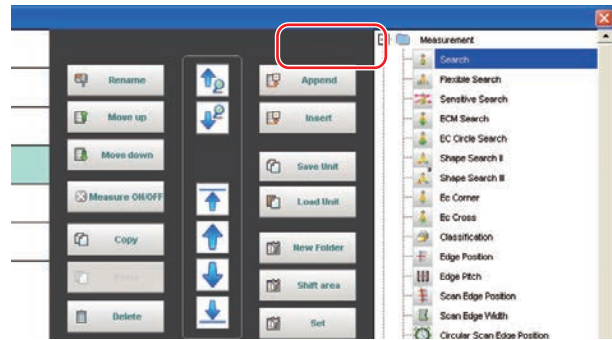 Measurement
Search
Flexible Search
Sensitive Search
ECM Search
EC Circle Search
Shape Search II
Shape Search III
Ec Corner
Ec Cross
Classification
Edge Position
Edge Pitch
Scan Edge Position
Scan Edge Width
Circular Scan Edge Position
Rename
Move up
Move down
Measure ON/OFF
Copy
Paste
Delete
Append
Insert
Save Unit
Load Unit
New Folder
Shift area
Set